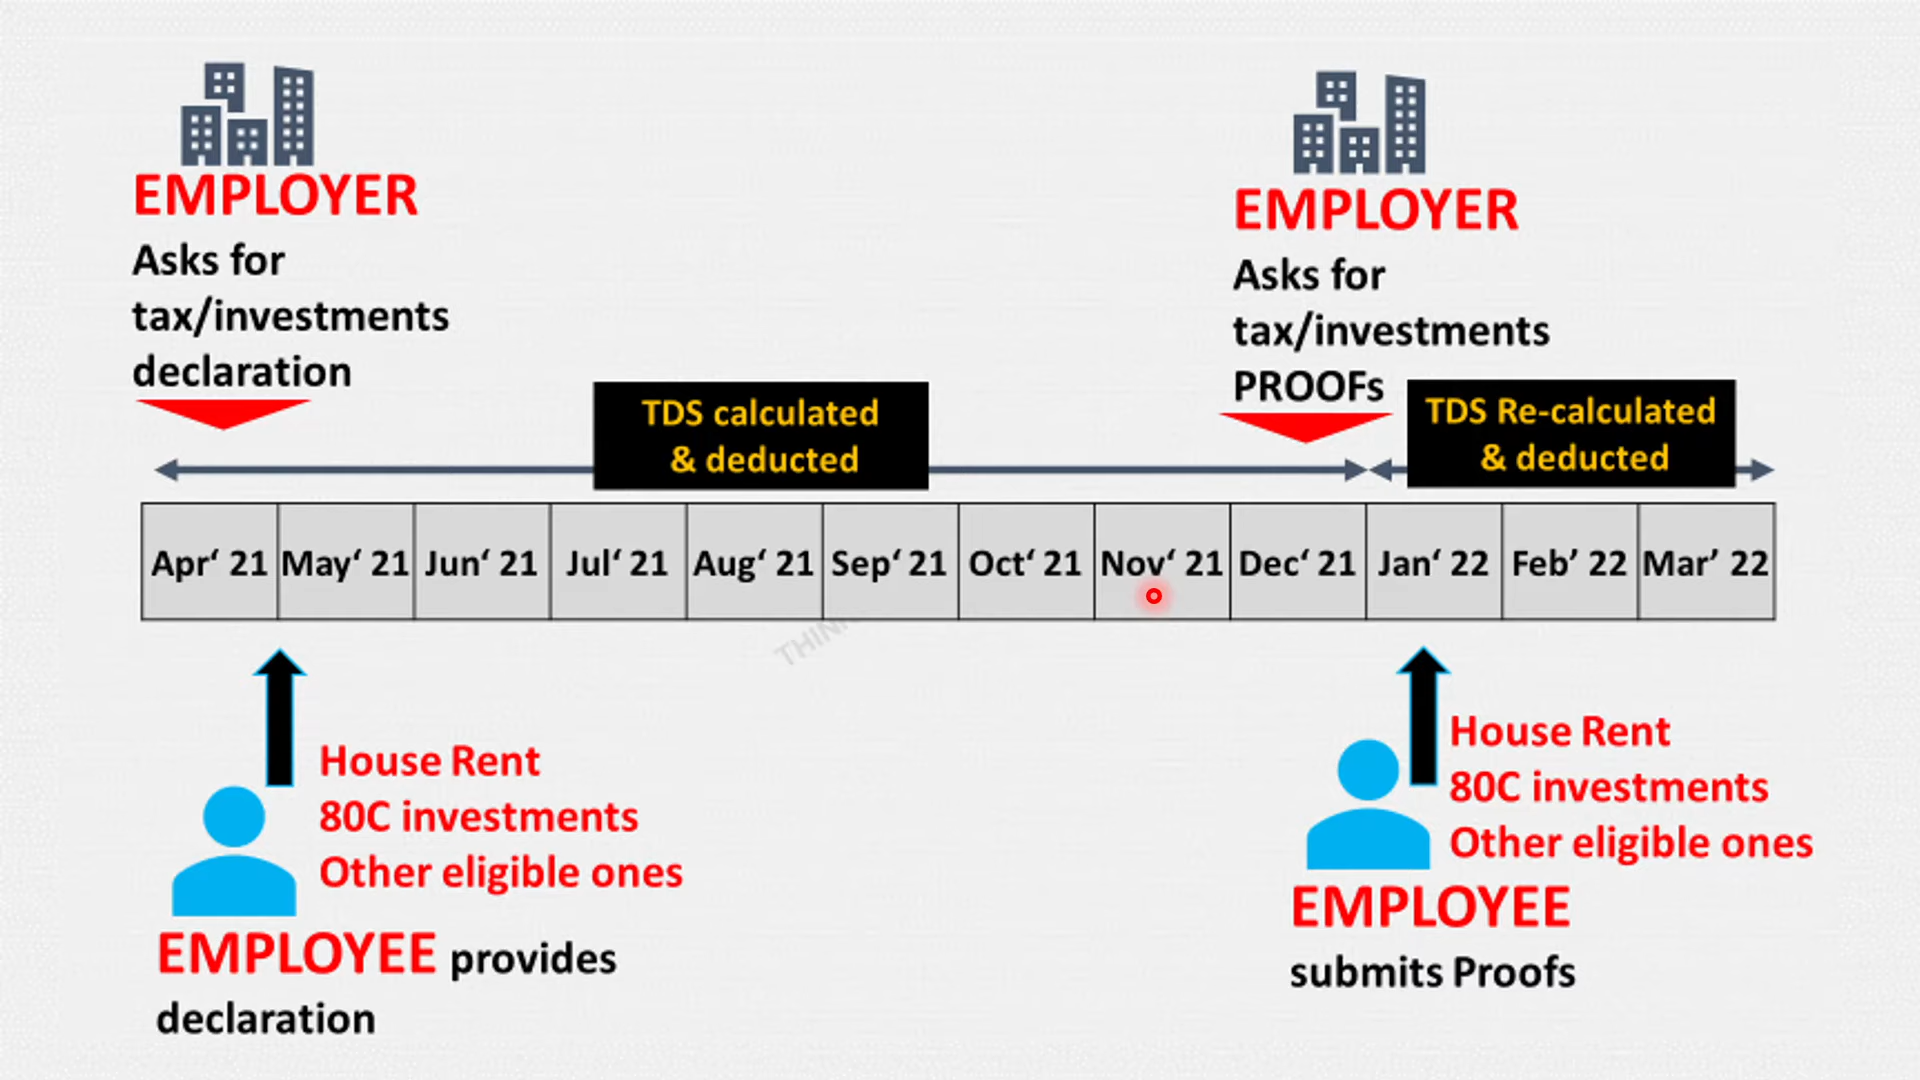 EMPLOYER
Asks for
tax/investments
declaration
EMPLOYER
Asks for
tax/investments
PROOFs
TDS calculated
& deducted
TDS Re-calculated
& deducted
Apr‘ 21 May‘ 21 Jun‘ 21 Jul‘ 21 Aug‘ 21 Sep‘ 21 Oct‘ 21 Nov‘ 21 Dec‘ 21 Jan‘ 22 Feb’ 22 Mar’ 22
House Rent
80C investments
Other eligible ones
EMPLOYEE provides
declaration
House Rent
80C investments
Other eligible ones
EMPLOYEE
submits Proofs